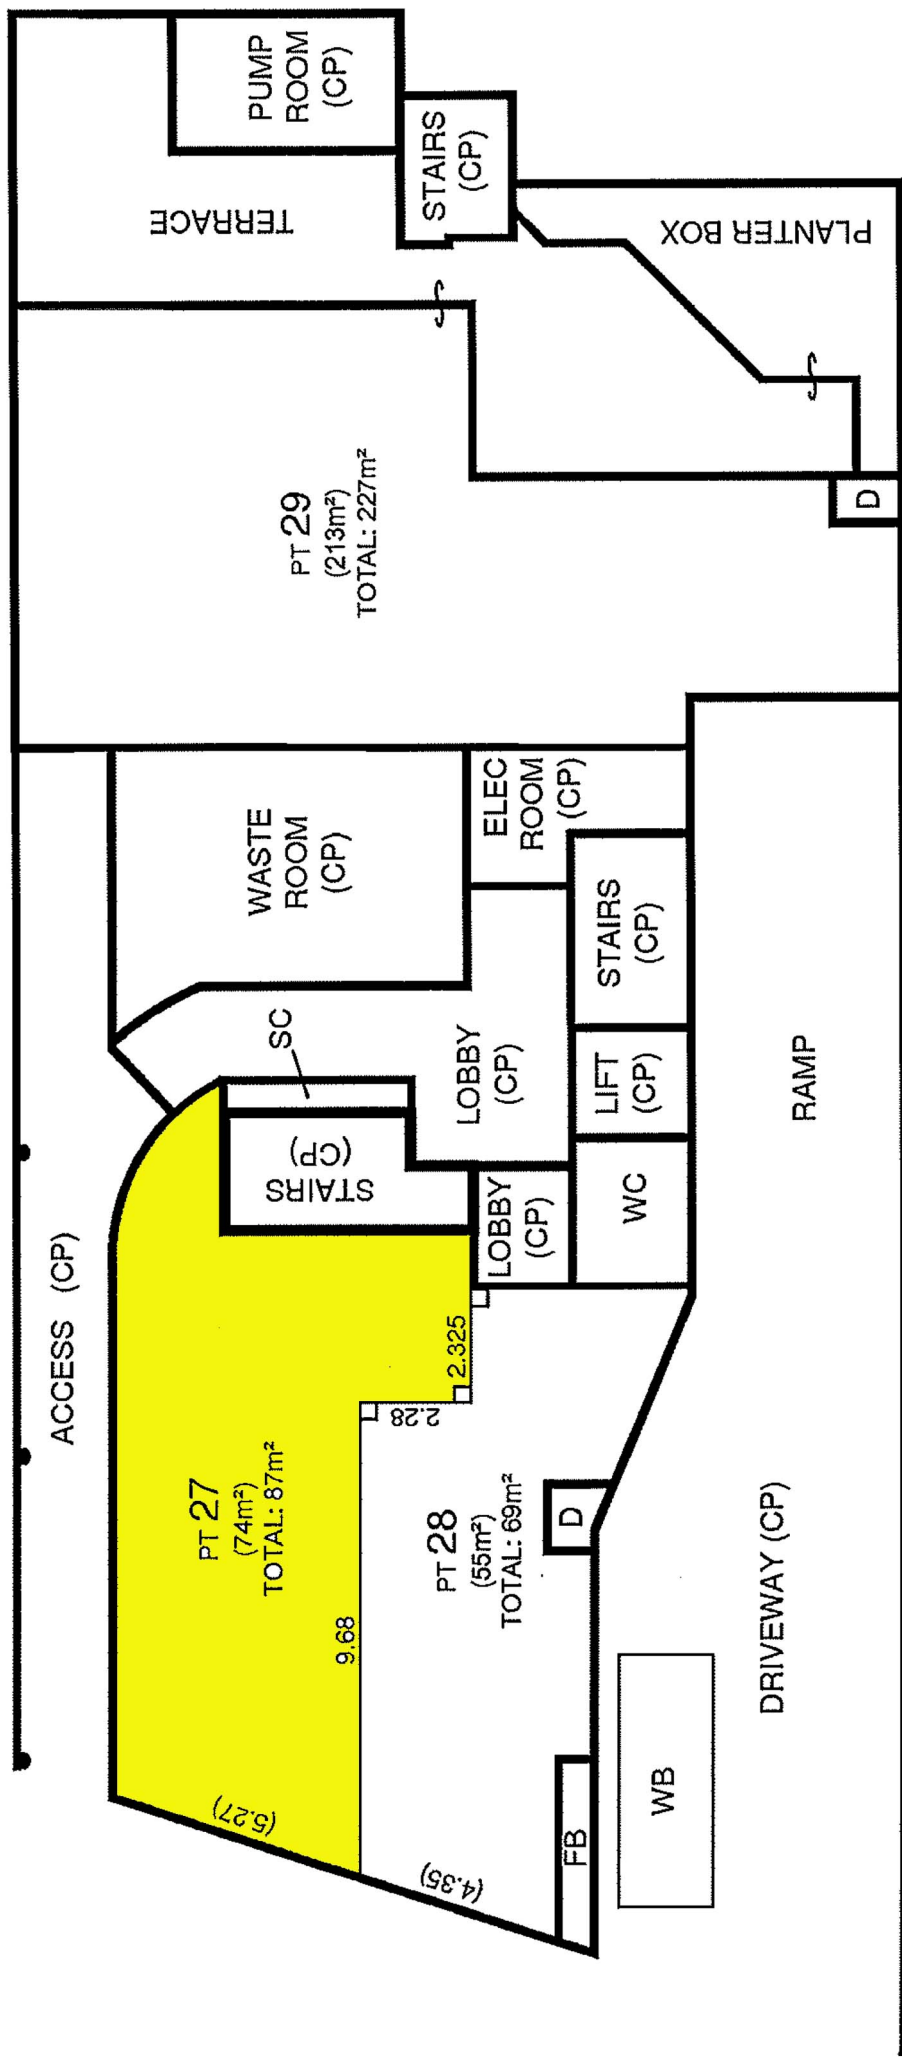 ACCESS (CP)
PT 27
(74m²)
TOTAL: 87m²
(5.27)
9.68
2.28
2.325
PT 28
(55m²)
TOTAL: 69m²
(4.35)
FB
D
WB
DRIVEWAY (CP)
STAIRS
(CP)
SC
LOBBY
(CP)
LOBBY
(CP)
WC
LIFT
(CP)
STAIRS
(CP)
RAMP
WASTE
ROOM
(CP)
ELEC
ROOM
(CP)
PT 29
(213m²)
TOTAL: 227m²
D
TERRACE
PUMP
ROOM
(CP)
STAIRS
(CP)
PLANTER BOX